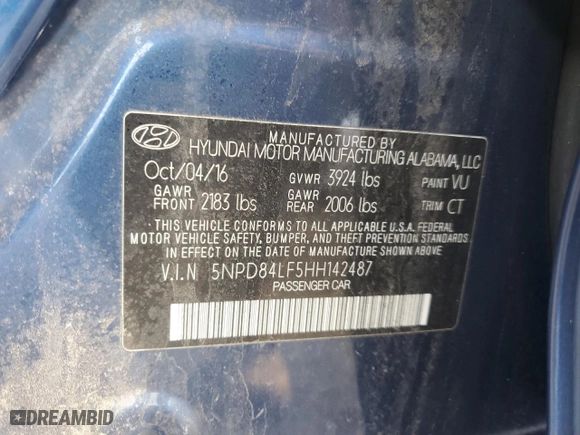 MANUFACTURED BY
HYUNDAI MOTOR MANUFACTURING ALABAMA, LLC
Oct/04/16 GVWR 3924 lbs PAINT VU
GAWR FRONT 2183 lbs GAWR REAR 2006 lbs TRIM CT
THIS VEHICLE CONFORMS TO ALL APPLICABLE U.S.A. FEDERAL
MOTOR VEHICLE SAFETY, BUMPER, AND THEFT PREVENTION STANDARDS
IN EFFECT ON THE DATE OF MANUFACTURE SHOWN ABOVE.
V.I.N 5NPD84LF5HH142487
PASSENGER CAR
DREAMBID